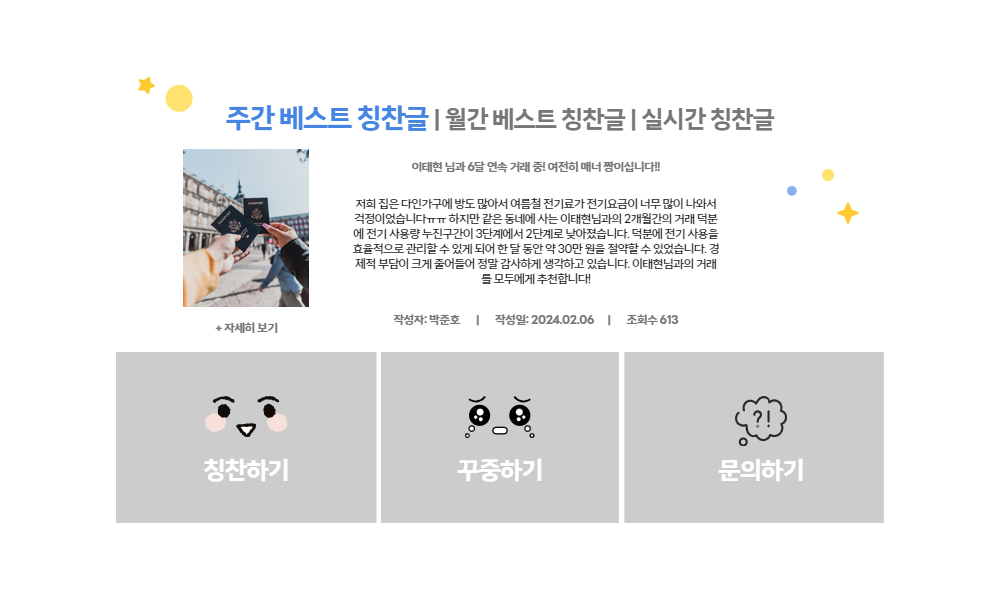 주간 베스트 칭찬글 | 월간 베스트 칭찬글 | 실시간 칭찬글
이태현 님과 6달 연속 거래 중! 여전히 매너 짱이십니다!!
저희 집은 다인가구에 방도 많아서 여름철 전기료가 전기요금이 너무 많이 나와서
걱정이었습니다ㅠㅠ 하지만 같은 동네에 사는 이태현님과의 2개월간의 거래 덕분
에 전기 사용량 누진구간이 3단계에서 2단계로 낮아졌습니다. 덕분에 전기 사용을
효율적으로 관리할 수 있게 되어 한 달 동안 약 30만 원을 절약할 수 있었습니다. 경
제적 부담이 크게 줄어들어 정말 감사하게 생각하고 있습니다. 이태현님과의 거래
를 모두에게 추천합니다!
PASSPORT
PASSPORT
+ 자세히 보기
작성자: 박준호 | 작성일: 2024.02.06 | 조회수 613
?!
칭찬하기
꾸중하기
문의하기